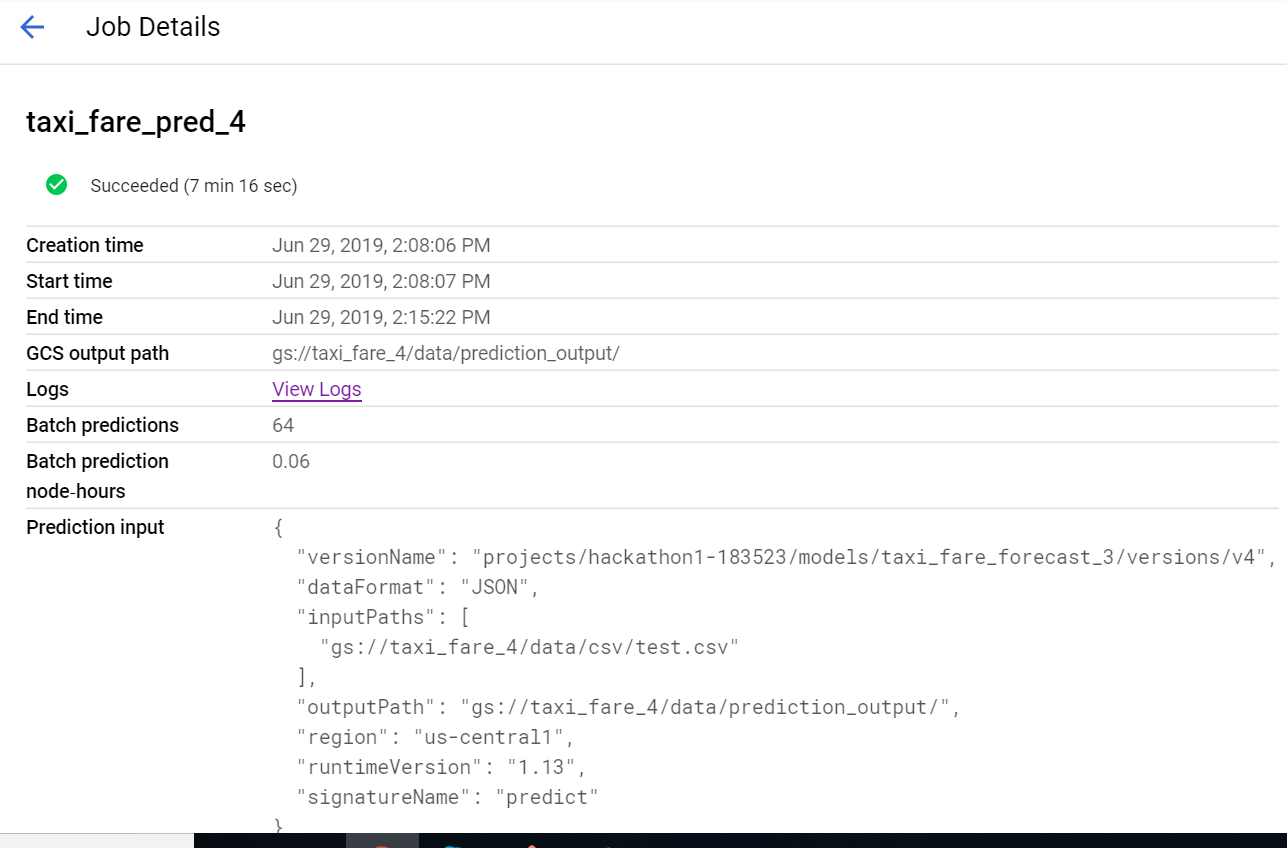 Job Details
taxi_fare_pred_4
Succeeded (7 min 16 sec)
Creation time Jun 29, 2019, 2:08:06 PM
Start time Jun 29, 2019, 2:08:07 PM
End time Jun 29, 2019, 2:15:22 PM
GCS output path gs://taxi_fare_4/data/prediction_output/
Logs View Logs
Batch predictions 64
Batch prediction 0.06
node-hours
Prediction input {
"versionName": "projects/hackathon1-183523/models/taxi_fare_forecast_3/versions/v4",
"dataFormat": "JSON",
"inputPaths": [
"gs://taxi_fare_4/data/csv/test.csv"
],
"outputPath": "gs://taxi_fare_4/data/prediction_output/",
"region": "us-central1",
"runtimeVersion": "1.13",
"signatureName": "predict"
}